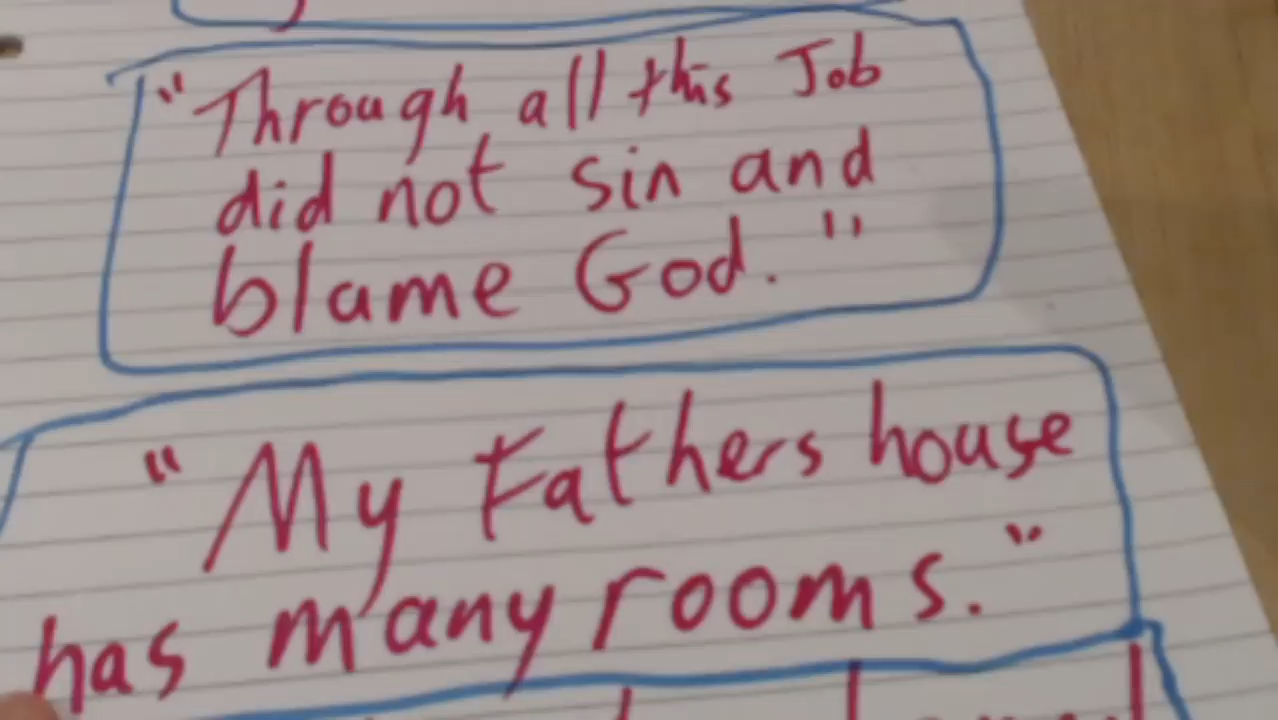 "Through all this Job
did not sin and
blame God."
"My Fathers house
has many rooms."